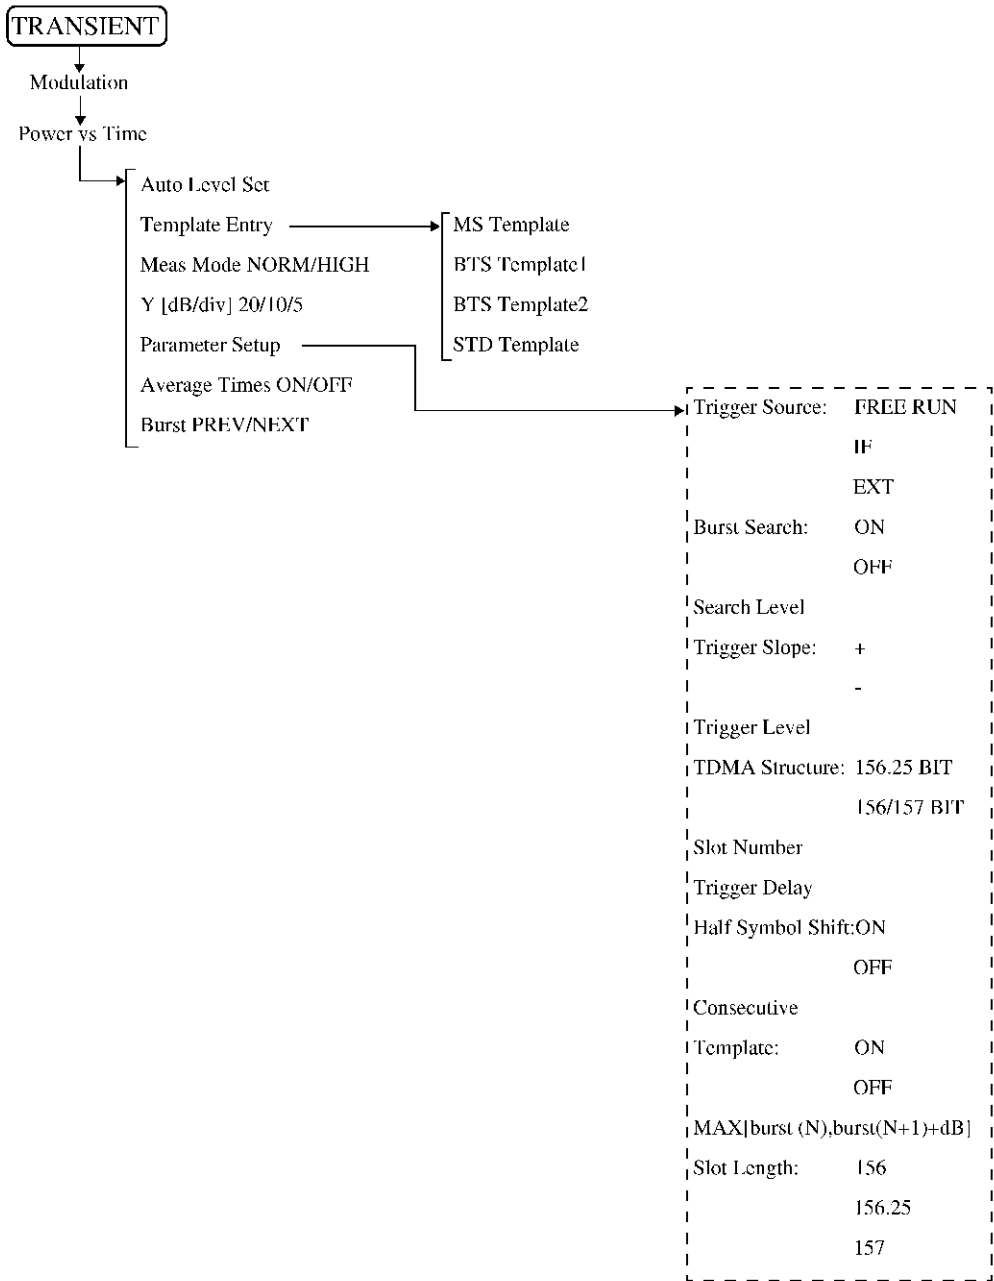 TRANSIENT
Modulation
Power vs Time
Auto Level Set
Template Entry
Meas Mode NORM/HIGH
Y [dB/div] 20/10/5
Parameter Setup
Average Times ON/OFF
Burst PREV/NEXT
MS Template
BTS Template1
BTS Template2
STD Template
Trigger Source: FREE RUN
IF
EXT
Burst Search: ON
OFF
Search Level
Trigger Slope: +
-
Trigger Level
TDMA Structure: 156.25 BIT
156/157 BIT
Slot Number
Trigger Delay
Half Symbol Shift:ON
OFF
Consecutive
Template: ON
OFF
MAX[burst (N),burst(N+1)+dB]
Slot Length: 156
156.25
157